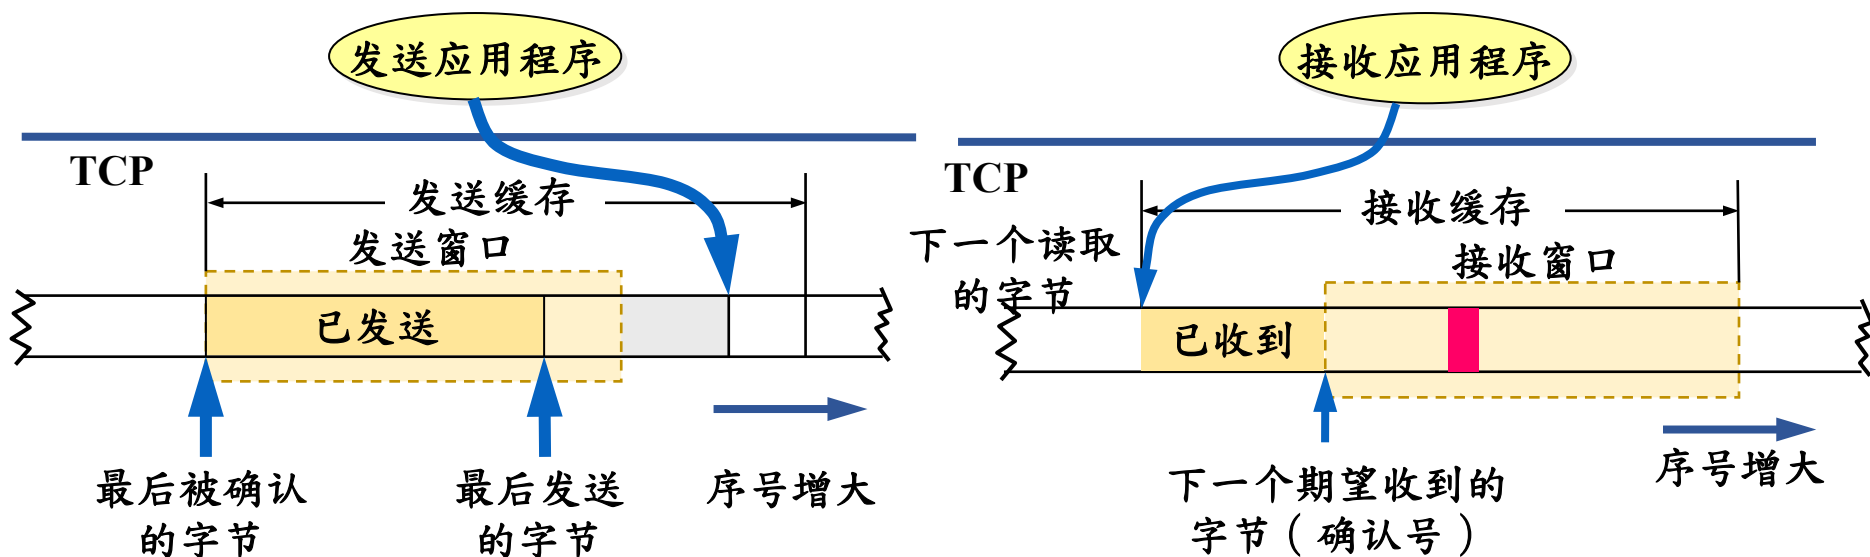 发送应用程序
TCP
发送缓存
发送窗口
已发送
最后被确认
的字节
最后发送
的字节
序号增大
接收应用程序
TCP
接收缓存
下一个读取
的字节
接收窗口
已收到
下一个期望收到的
字节（确认号）
序号增大